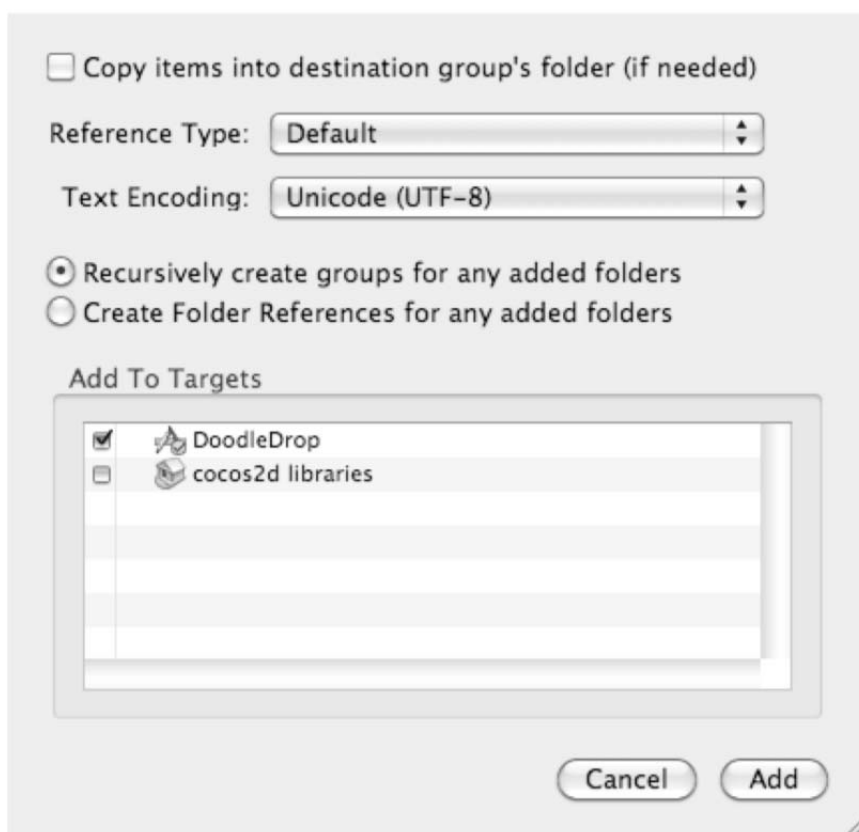 Copy items into destination group's folder (if needed)
Reference Type: Default
Text Encoding: Unicode (UTF-8)
Recursively create groups for any added folders
Create Folder References for any added folders
Add To Targets
DoodleDrop
cocos2d libraries
Cancel Add